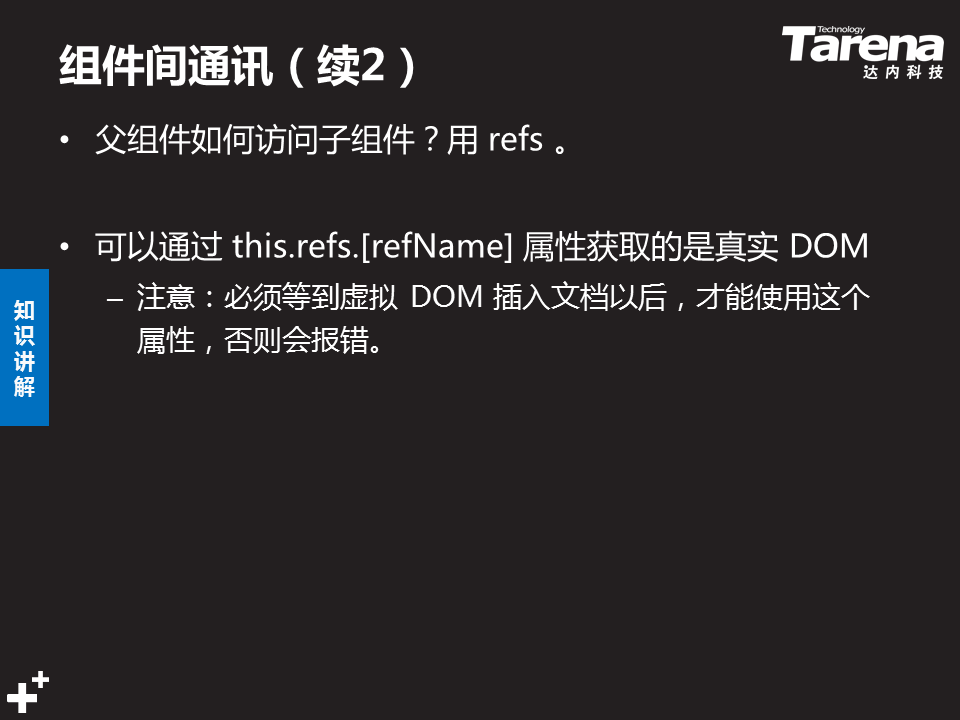 组件间通讯（续2）
Technology
Tarena
达内科技
• 父组件如何访问子组件？用 refs 。
• 可以通过 this.refs.[refName] 属性获取的是真实 DOM
– 注意：必须等到虚拟 DOM 插入文档以后，才能使用这个
属性，否则会报错。
知
识
讲
解